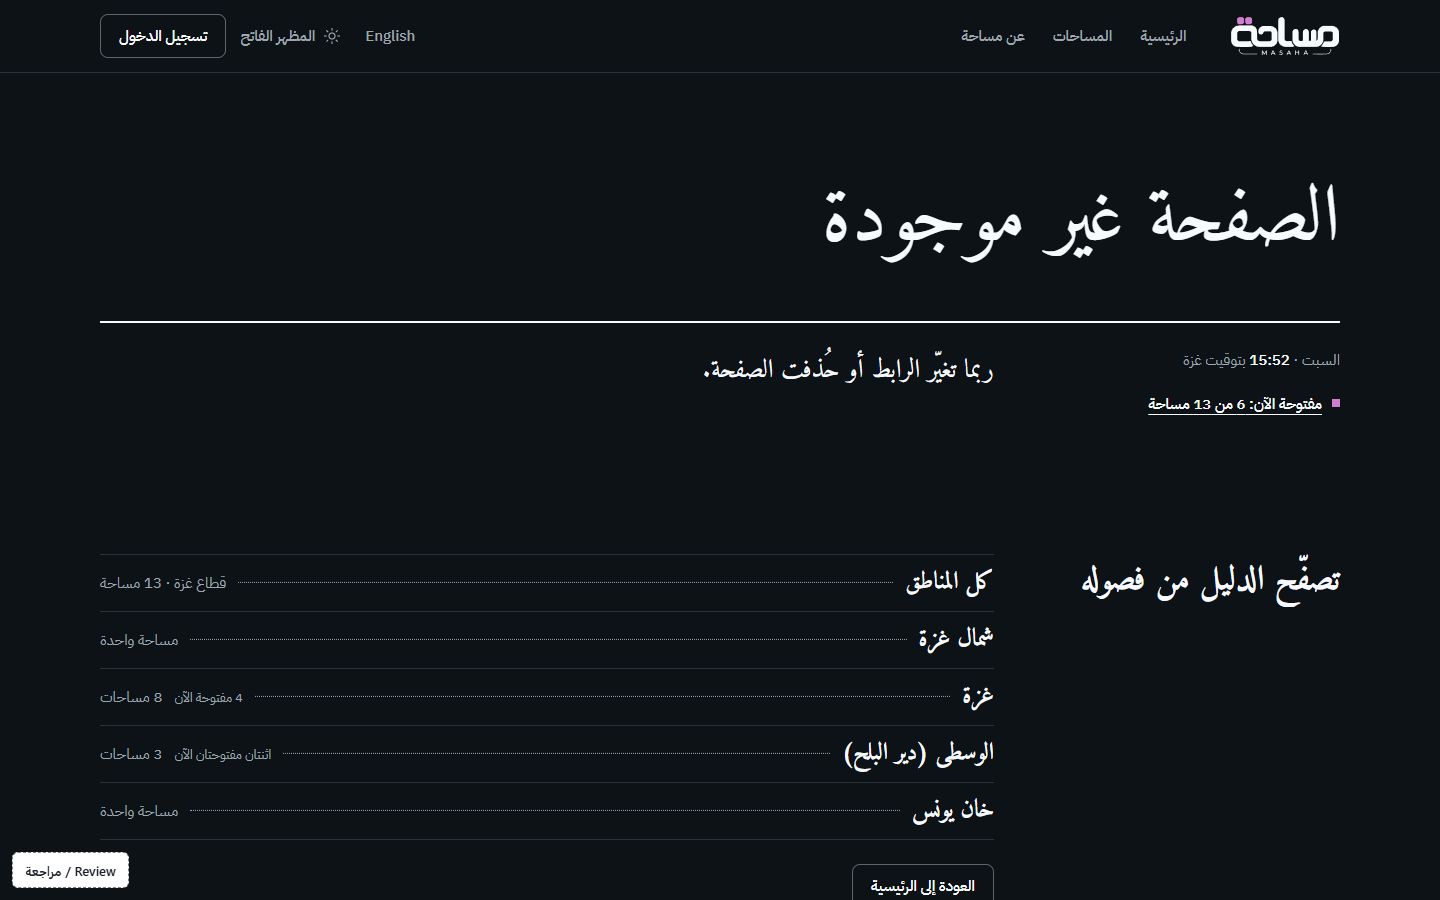 مساحة
MASAHA
الرئيسية
المساحات
عن مساحة
English
المظهر الفاتح
تسجيل الدخول
الصفحة غير موجودة
السبت · 15:52 بتوقيت غزة
مفتوحة الآن: 6 من 13 مساحة
ربما تغيّر الرابط أو حُذفت الصفحة.
تصفّح الدليل من فصوله
كل المناطق قطاع غزة · 13 مساحة
شمال غزة مساحة واحدة
غزة 4 مفتوحة الآن 8 مساحات
الوسطى (دير البلح) اثنتان مفتوحتان الآن 3 مساحات
خان يونس مساحة واحدة
العودة إلى الرئيسية
Review / مراجعة